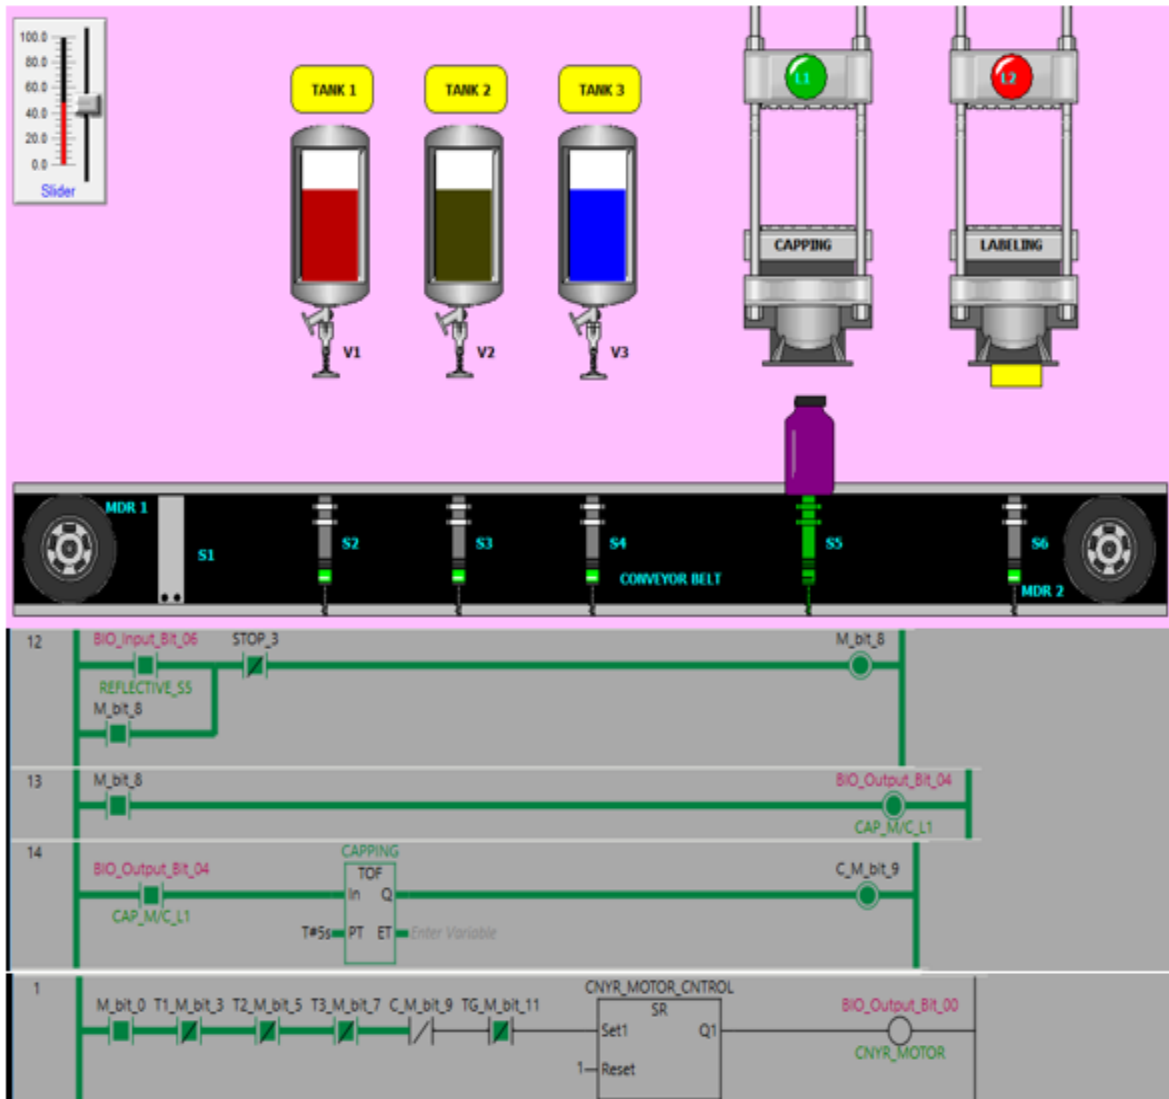 100.0
80.0
60.0
40.0
20.0
0.0
Slider
TANK 1 TANK 2 TANK 3
L1 L2
CAPPING LABELING
V1 V2 V3
MDR 1
S1 S2 S3 S4 S5 S6
CONVEYOR BELT
MDR 2
12
BIO_Input_Bit_06 STOP_3 M_bit_8
REFLECTIVE_S5
M_bit_8
13
M_bit_8 BIO_Output_Bit_04
CAP_M/C_L1
14
CAPPING
BIO_Output_Bit_04 TOF C_M_bit_9
In Q
CAP_M/C_L1
T#5s PT ET Enter Variable
1
CNYR_MOTOR_CNTROL
M_bit_0 T1_M_bit_3 T2_M_bit_5 T3_M_bit_7 C_M_bit_9 TG_M_bit_11 SR BIO_Output_Bit_00
Set1 Q1
CNYR_MOTOR
1 Reset